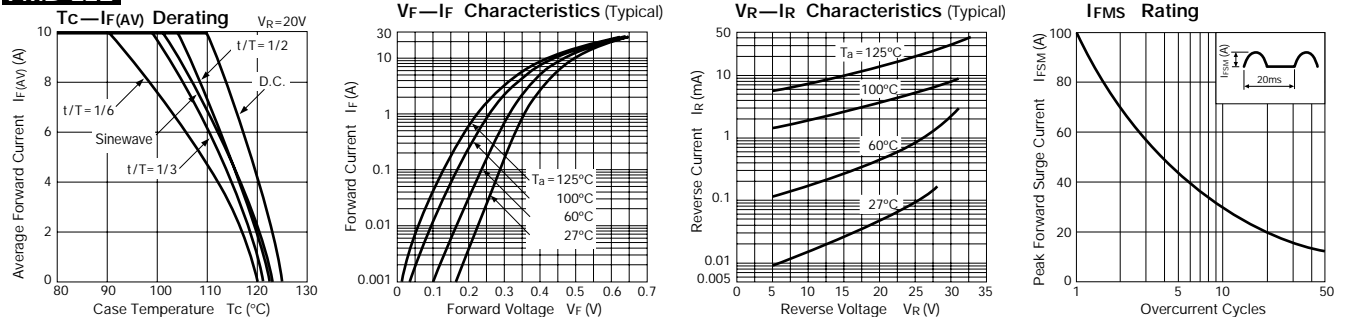 Tc—IF(AV) Derating
VR=20V
Average Forward Current IF(AV) (A)
10
8
6
4
2
0
t/T=1/2
D.C.
t/T=1/6
Sinewave
t/T=1/3
80 90 100 110 120 130
Case Temperature Tc (°C)
VF—IF Characteristics (Typical)
Forward Current IF (A)
30
10
1
0.1
0.01
0.001
Ta=125°C
100°C
60°C
27°C
0 0.1 0.2 0.3 0.4 0.5 0.6 0.7
Forward Voltage VF (V)
VR—IR Characteristics (Typical)
Reverse Current IR (mA)
50
10
1
0.1
0.01
0.005
Ta=125°C
100°C
60°C
27°C
0 5 10 15 20 25 30 35
Reverse Voltage VR (V)
IFMS Rating
Peak Forward Surge Current IFSM (A)
100
80
60
40
20
0
IFSM (A)
20ms
1 5 10 50
Overcurrent Cycles